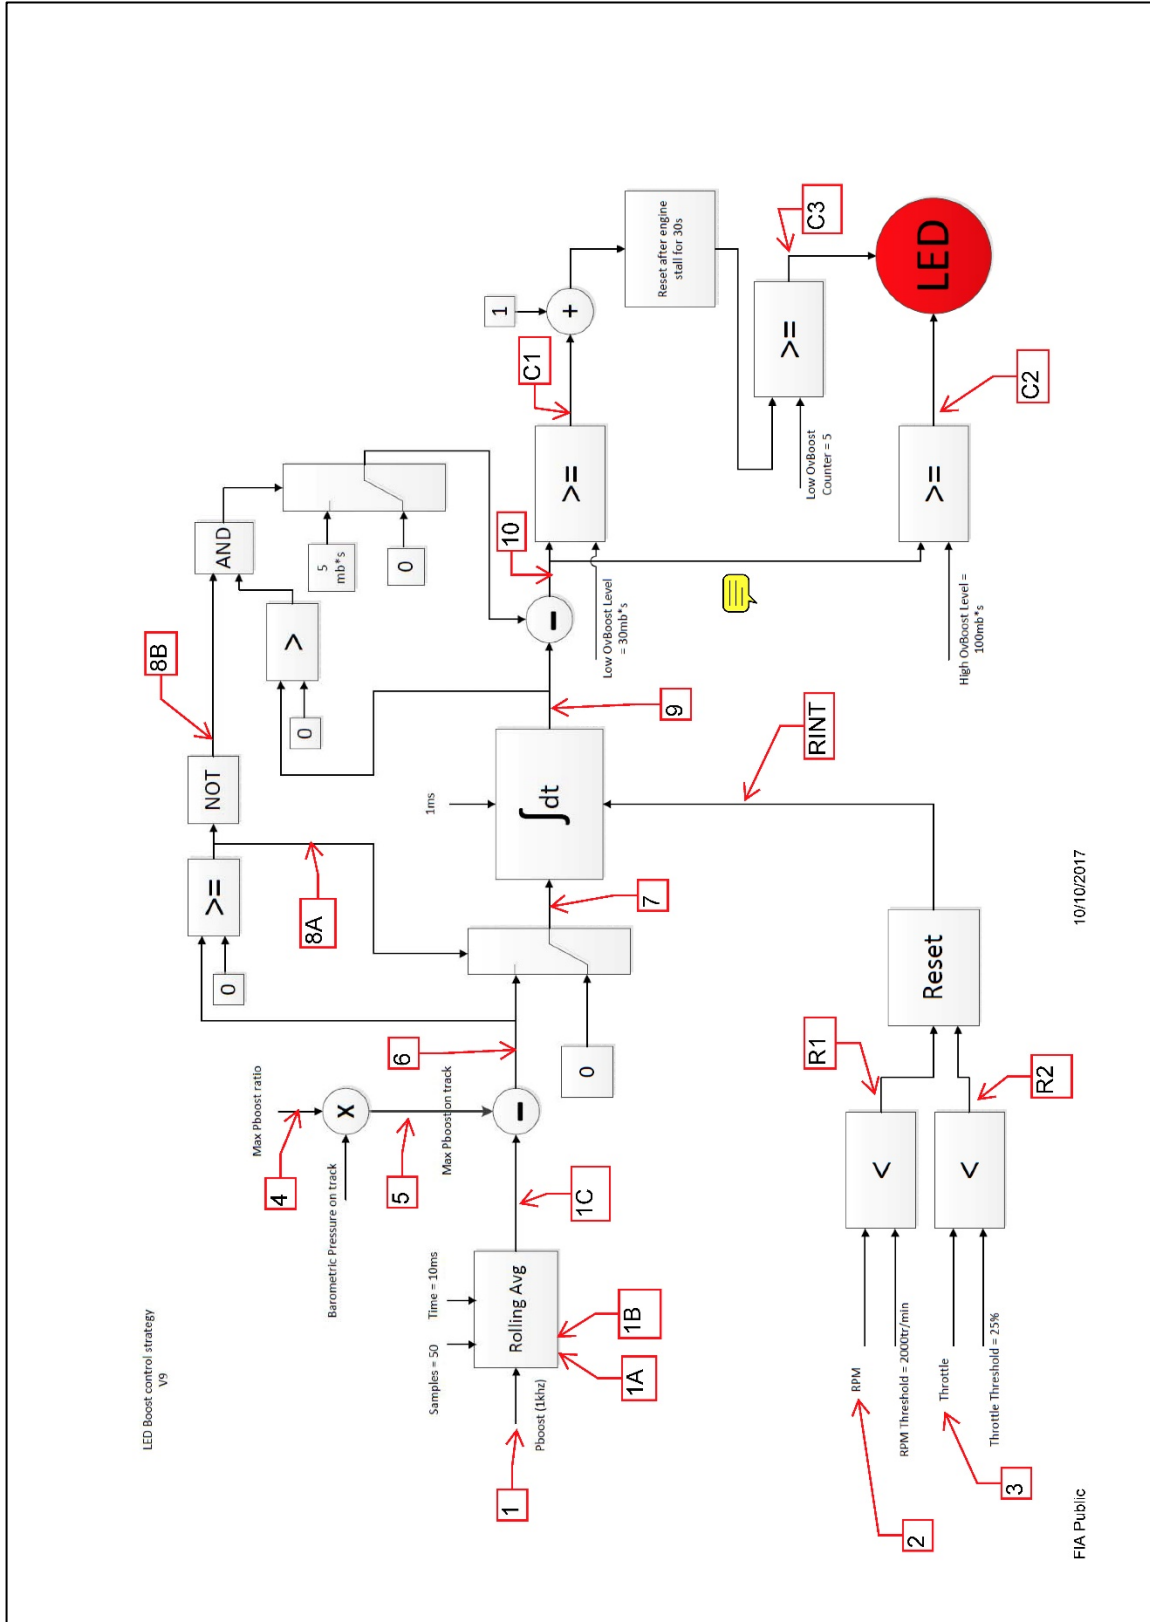 LED Boost control strategy
V9
Max Pboost ratio
4
Barometric Pressure on track
X
5
Max Pboost on track
6
-
0
>=
8A
NOT
8B
0
>
AND
5
mb*s
0
1
Pboost (1khz)
Samples = 50
Time = 10ms
Rolling Avg
1A
1B
1C
0
7
1ms
∫dt
9
-
10
Low OvBoost Level
= 30mb*s
>=
C1
1
+
Reset after engine
stall for 30s
Low OvBoost
Counter = 5
>=
C3
High OvBoost Level =
100mb*s
>=
C2
LED
RINT
2
RPM
RPM Threshold = 2000tr/min
<
R1
3
Throttle
Throttle Threshold = 25%
<
R2
Reset
FIA Public
10/10/2017